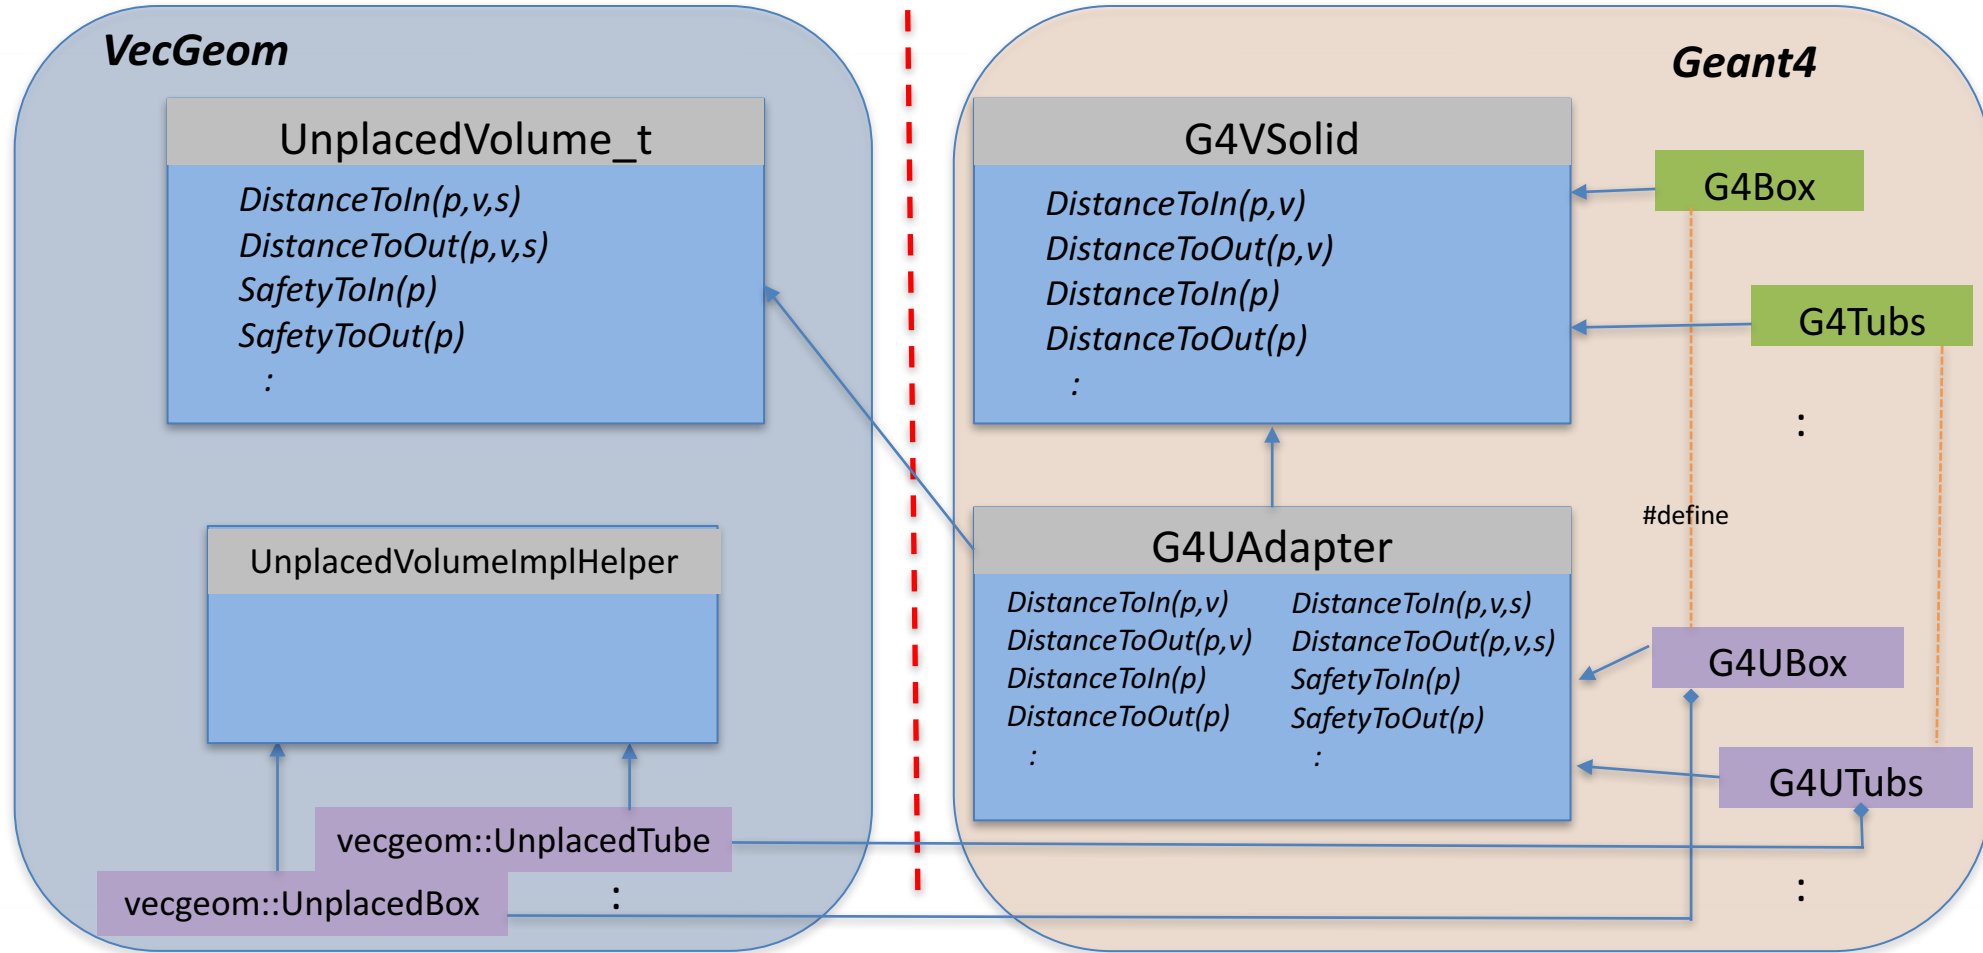 VecGeom
UnplacedVolume_t
DistanceToIn(p,v,s)
DistanceToOut(p,v,s)
SafetyToIn(p)
SafetyToOut(p)
:
UnplacedVolumeImplHelper
vecgeom::UnplacedTube
vecgeom::UnplacedBox
:
Geant4
G4VSolid
DistanceToIn(p,v)
DistanceToOut(p,v)
DistanceToIn(p)
DistanceToOut(p)
:
G4Box
G4Tubs
:
#define
G4UAdapter
DistanceToIn(p,v)
DistanceToOut(p,v)
DistanceToIn(p)
DistanceToOut(p)
:
DistanceToIn(p,v,s)
DistanceToOut(p,v,s)
SafetyToIn(p)
SafetyToOut(p)
:
G4UBox
G4UTubs
: